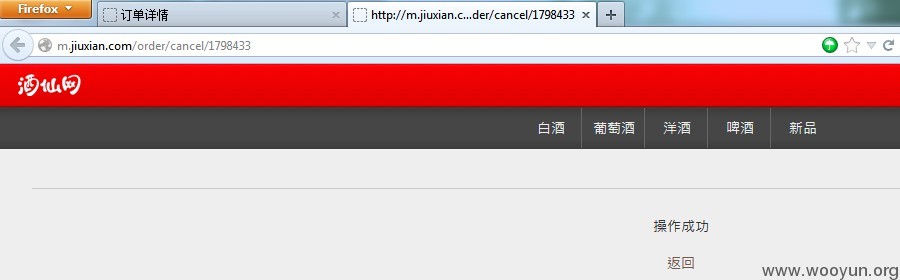 Firefox
订单详情
http://m.jiuxian.c...der/cancel/1798433
m.jiuxian.com/order/cancel/1798433
酒仙网
白酒 葡萄酒 洋酒 啤酒 新品
操作成功
返回
www.wooyun.org